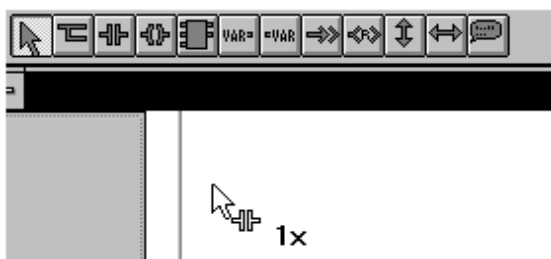 VAR= =VAR <R>
1x